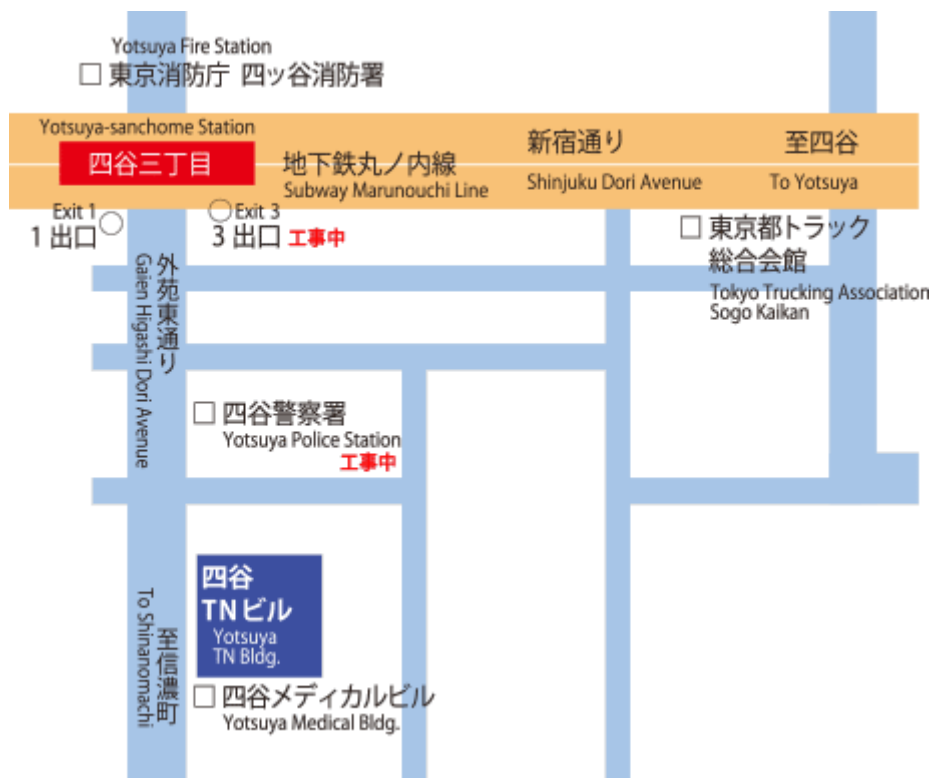 Yotsuya Fire Station
□ 東京消防庁 四ッ谷消防署
Yotsuya-sanchome Station
四谷三丁目
地下鉄丸ノ内線
Subway Marunouchi Line
新宿通り
Shinjuku Dori Avenue
至四谷
To Yotsuya
Exit 1
1 出口
Exit 3
3 出口 工事中
□ 東京都トラック
総合会館
Tokyo Trucking Association
Sogo Kaikan
外苑東通り
Gaien Higashi Dori Avenue
□ 四谷警察署
Yotsuya Police Station
工事中
四谷
TNビル
Yotsuya
TN Bldg.
□ 四谷メディカルビル
Yotsuya Medical Bldg.
至信濃町
To Shinanomachi